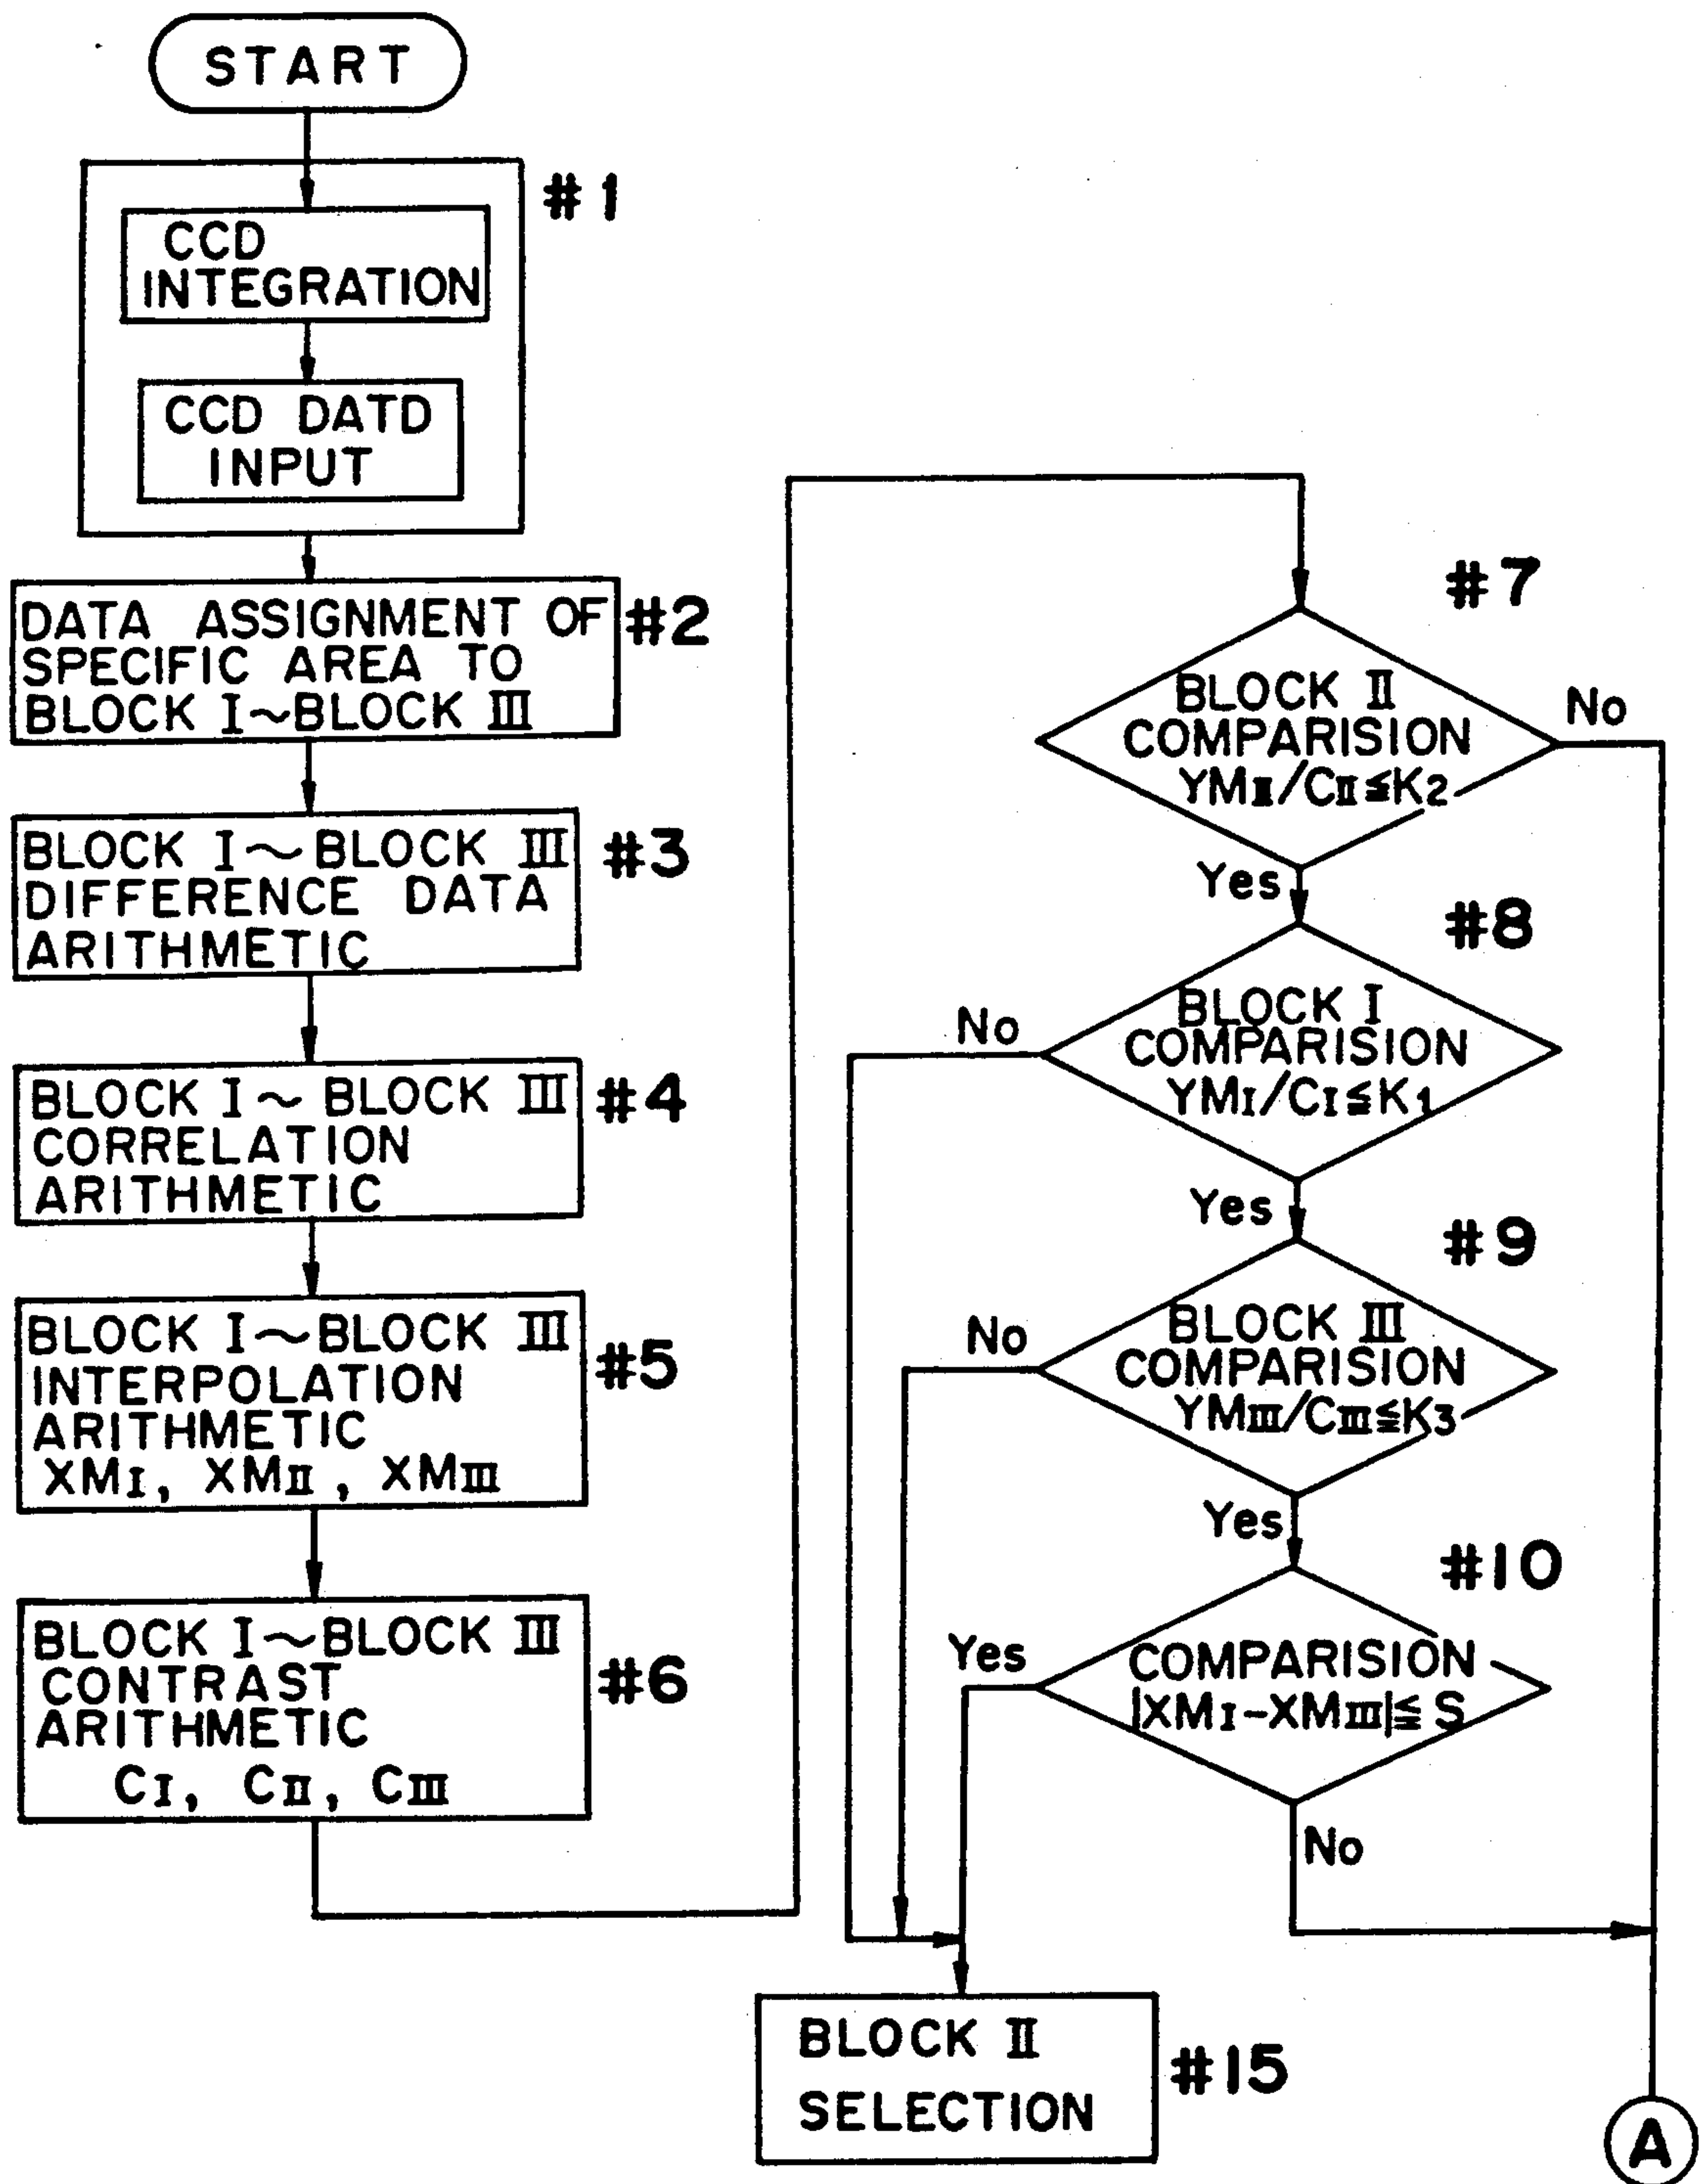 START
#1
CCD
INTEGRATION
CCD DATD
INPUT
DATA ASSIGNMENT OF
SPECIFIC AREA TO
BLOCK I~BLOCK III
#2
BLOCK I~BLOCK III
DIFFERENCE DATA
ARITHMETIC
#3
BLOCK I~BLOCK III
CORRELATION
ARITHMETIC
#4
BLOCK I~BLOCK III
INTERPOLATION
ARITHMETIC
XMI, XMII, XMIII
#5
BLOCK I~BLOCK III
CONTRAST
ARITHMETIC
CI, CII, CIII
#6
#7
BLOCK II
COMPARISION
YMII/CII≦K2
No
Yes
#8
BLOCK I
COMPARISION
YMI/CI≦K1
No
Yes
#9
BLOCK III
COMPARISION
YMIII/CIII≦K3
No
Yes
#10
COMPARISION
|XMI-XMIII|≦S
Yes
No
BLOCK II
SELECTION
#15
A